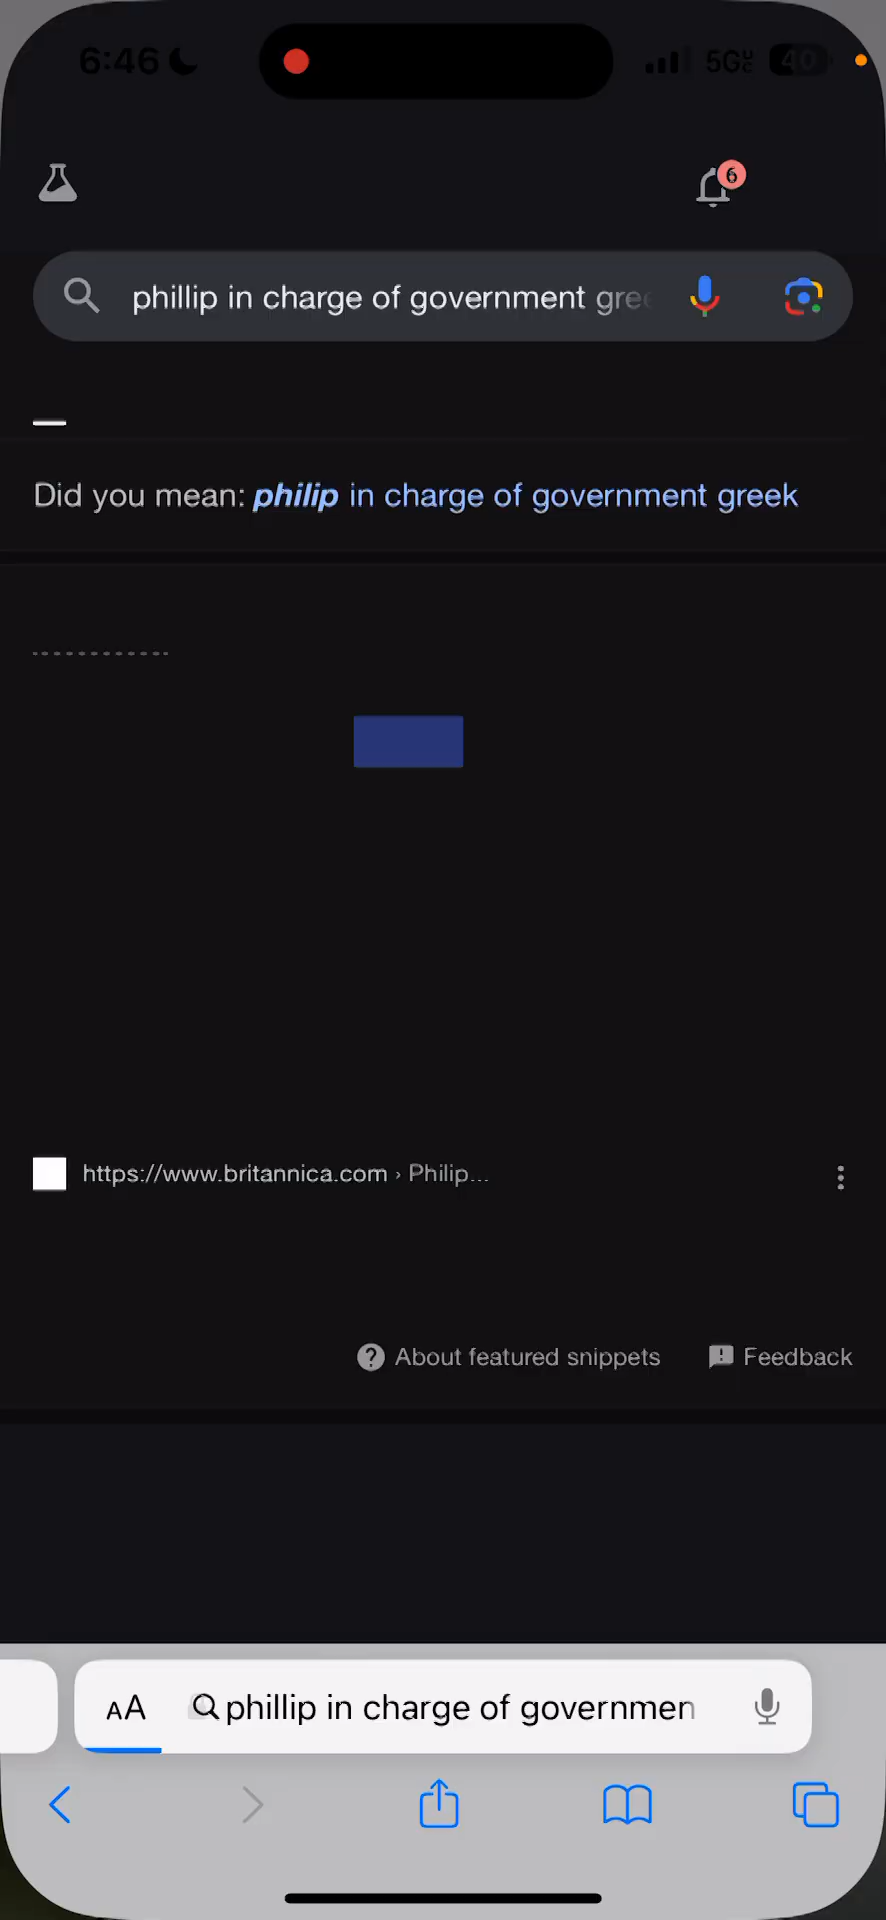 6:46
5G
40
6
phillip in charge of government gree
Did you mean: philip in charge of government greek
https://www.britannica.com › Philip...
About featured snippets
Feedback
AA
phillip in charge of governmen